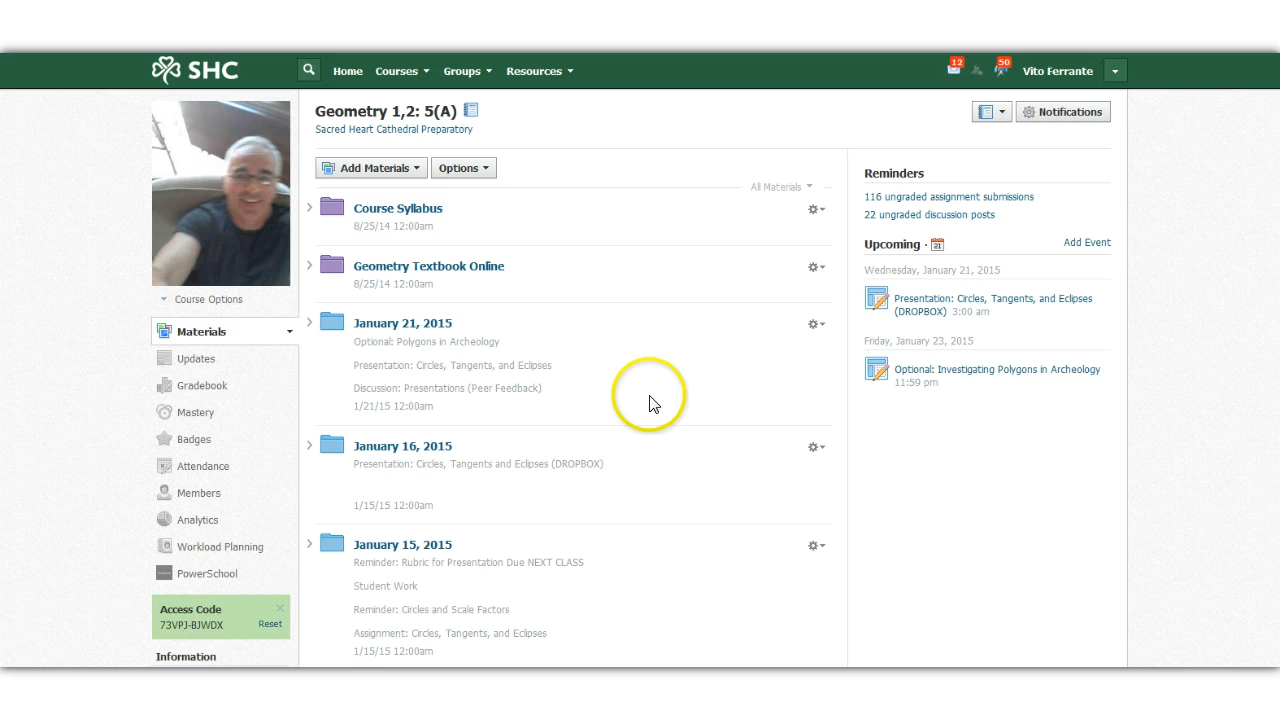 SHC
Home
Courses
Groups
Resources
12
50
Vito Ferrante
Geometry 1,2: 5(A)
Sacred Heart Cathedral Preparatory
Notifications
Add Materials
Options
All Materials
Course Syllabus
8/25/14 12:00am
Geometry Textbook Online
8/25/14 12:00am
January 21, 2015
Optional: Polygons in Archeology
Presentation: Circles, Tangents, and Eclipses
Discussion: Presentations (Peer Feedback)
1/21/15 12:00am
January 16, 2015
Presentation: Circles, Tangents and Eclipses (DROPBOX)
1/15/15 12:00am
January 15, 2015
Reminder: Rubric for Presentation Due NEXT CLASS
Student Work
Reminder: Circles and Scale Factors
Assignment: Circles, Tangents, and Eclipses
1/15/15 12:00am
Course Options
Materials
Updates
Gradebook
Mastery
Badges
Attendance
Members
Analytics
Workload Planning
PowerSchool
Access Code
73VPJ-BJWDX
Reset
Information
Reminders
116 ungraded assignment submissions
22 ungraded discussion posts
Upcoming · 21
Add Event
Wednesday, January 21, 2015
Presentation: Circles, Tangents, and Eclipses
(DROPBOX) 3:00 am
Friday, January 23, 2015
Optional: Investigating Polygons in Archeology
11:59 pm